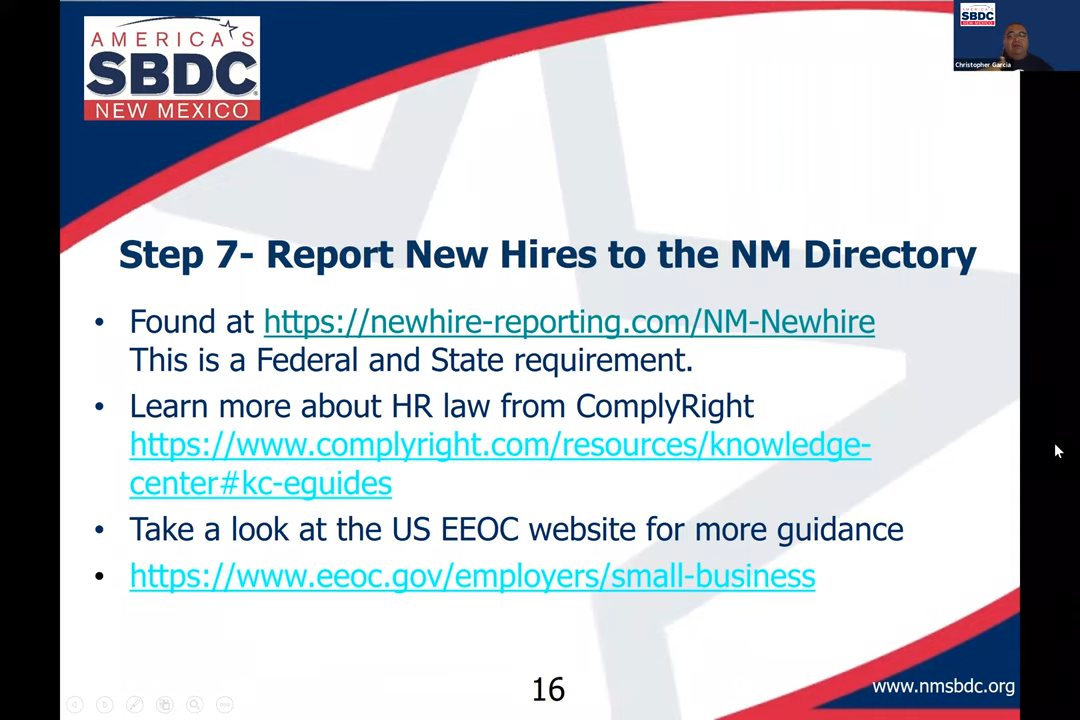 AMERICA'S
SBDC
NEW MEXICO
AMERICA'S
SBDC
NEW MEXICO
Christopher Garcia
Step 7- Report New Hires to the NM Directory
• Found at https://newhire-reporting.com/NM-Newhire
This is a Federal and State requirement.
• Learn more about HR law from ComplyRight
https://www.complyright.com/resources/knowledge-
center#kc-eguides
• Take a look at the US EEOC website for more guidance
• https://www.eeoc.gov/employers/small-business
16
www.nmsbdc.org